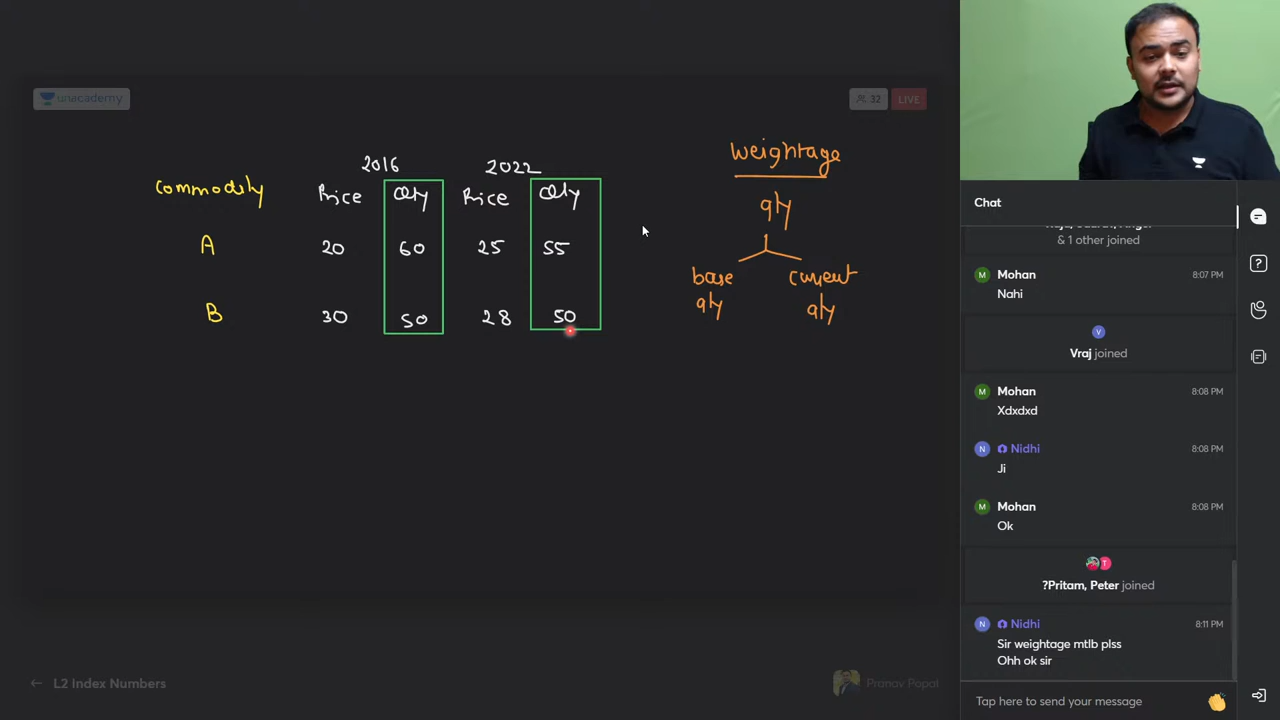 unacademy
32 LIVE
2016 2022
Commodity Price Qty Price Qty
A 20 60 25 55
B 30 50 28 50
Weightage
qty
base current
qty qty
L2 Index Numbers
Pranav Popat
Chat
& 1 other joined
Mohan 8:07 PM
Nahi
V
Vraj joined
M Mohan 8:08 PM
Xdxdxd
N Nidhi 8:08 PM
Ji
M Mohan 8:08 PM
Ok
T
?Pritam, Peter joined
N Nidhi 8:11 PM
Sir weightage mtlb plss
Ohh ok sir
Tap here to send your message